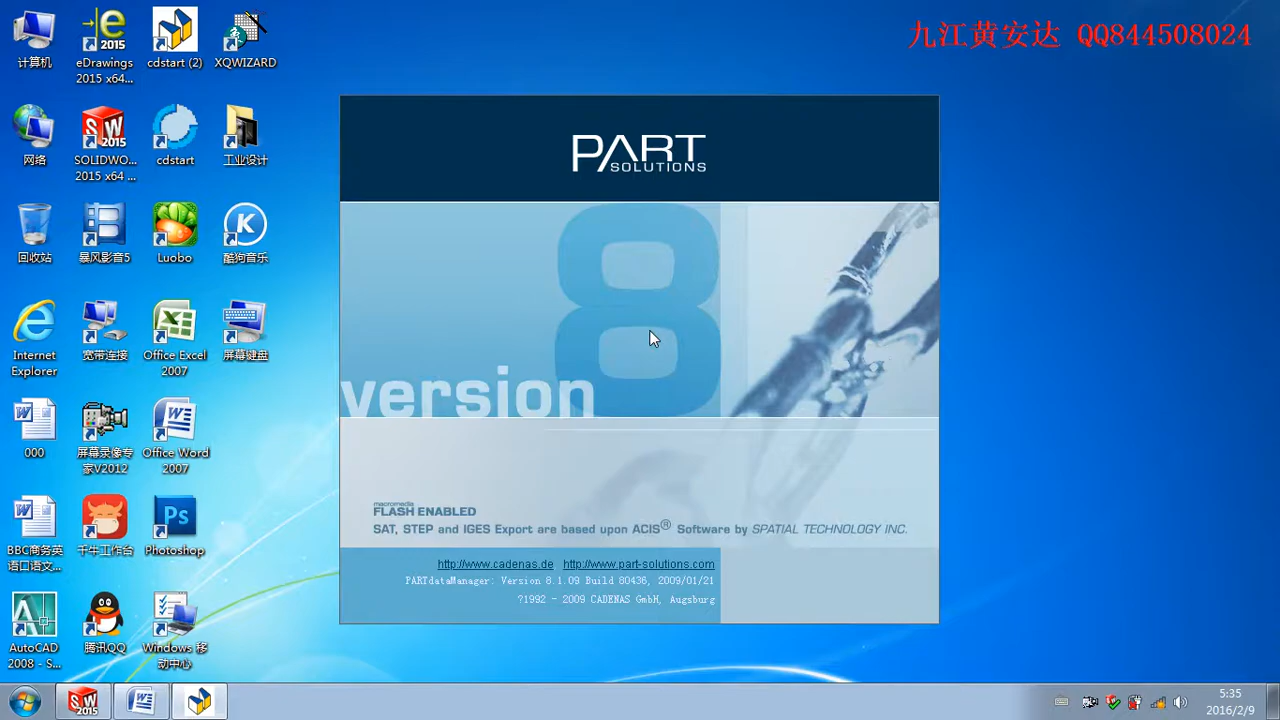 九江黄安达 QQ844508024
计算机
eDrawings
2015 x64...
cdstart (2)
XQWIZARD
网络
SOLIDWO...
2015 x64 ...
cdstart
工业设计
回收站
暴风影音5
Luobo
酷狗音乐
Internet
Explorer
宽带连接
Office Excel
2007
屏幕键盘
000
屏幕录像专
家V2012
Office Word
2007
BBC商务英
语口语文...
千牛工作台
Photoshop
AutoCAD
2008 - S...
腾讯QQ
Windows 移
动中心
PART
SOLUTIONS
8
version
macromedia
FLASH ENABLED
SAT, STEP and IGES Export are based upon ACIS® Software by SPATIAL TECHNOLOGY INC.
http://www.cadenas.de http://www.part-solutions.com
PARTdataManager: Version 8.1.09 Build 80436, 2009/01/21
?1992 - 2009 CADENAS GmbH, Augsburg
5:35
2016/2/9